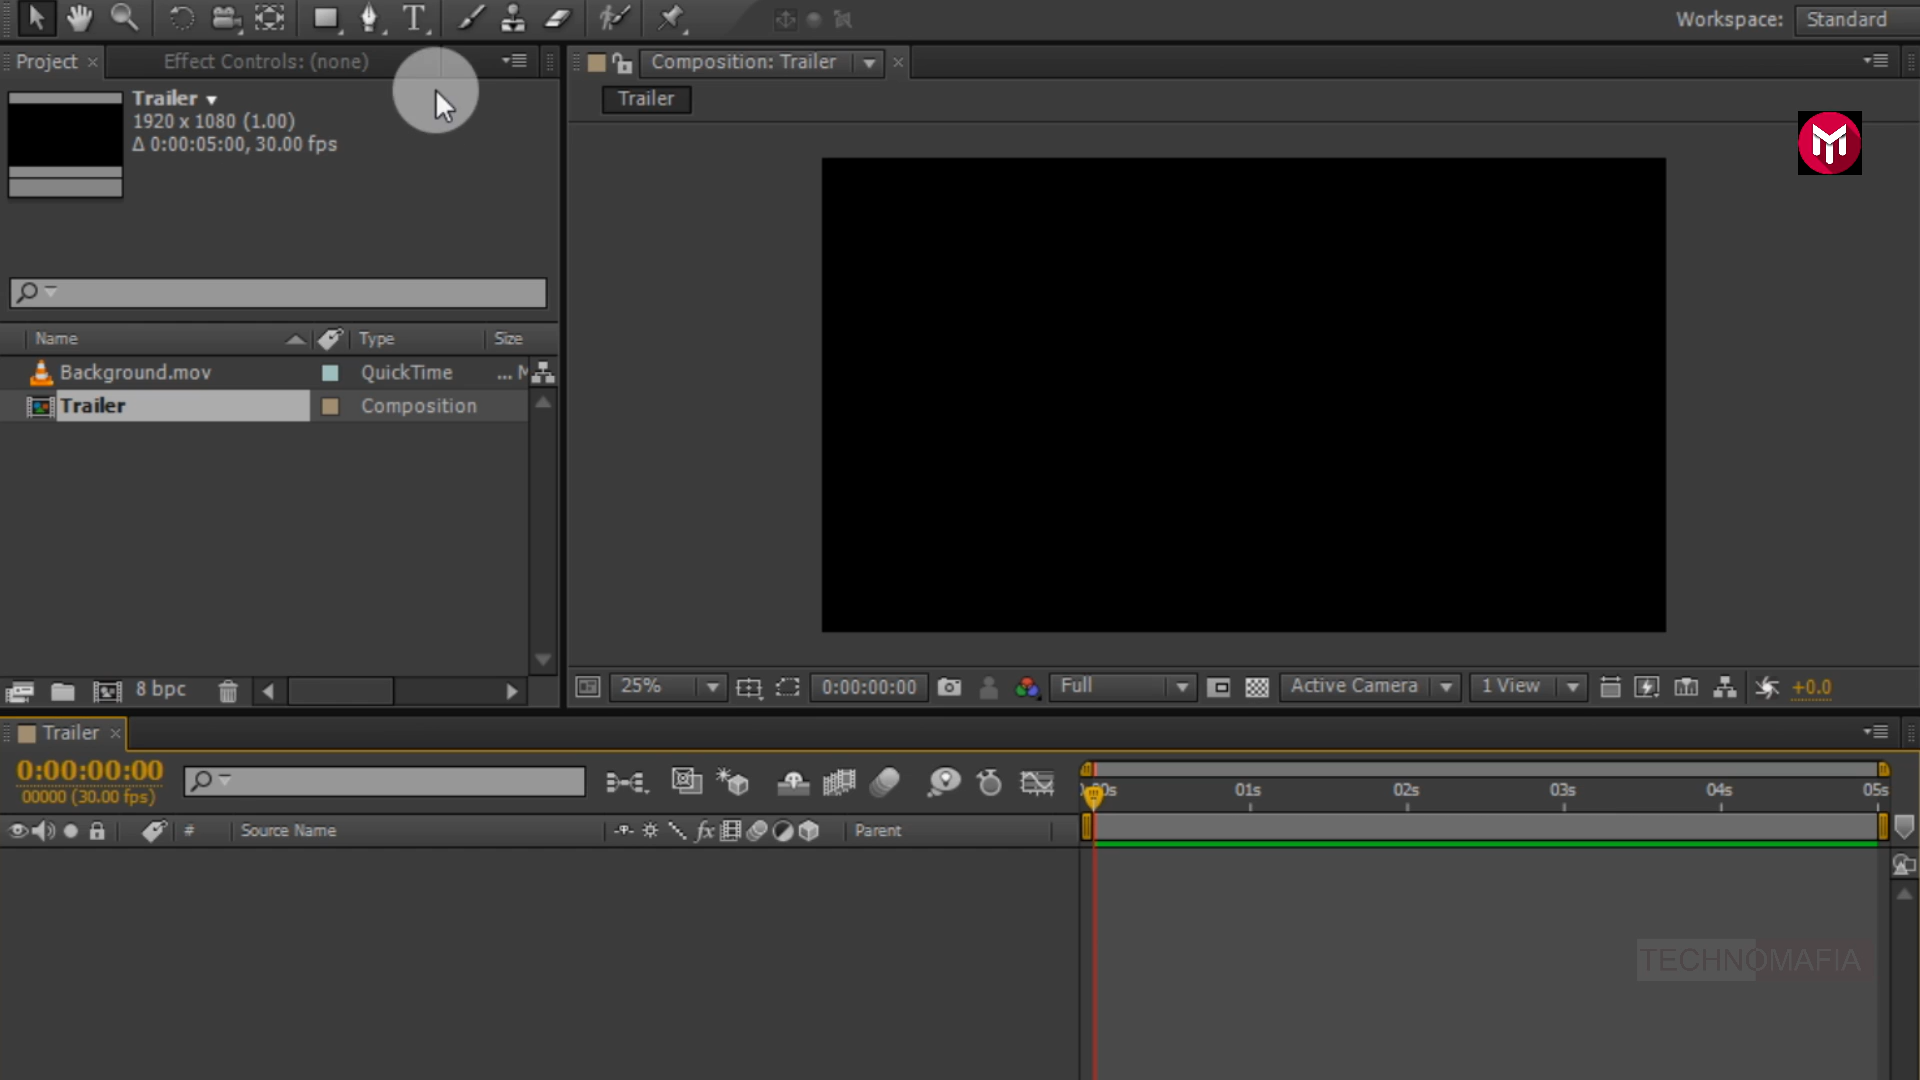 Workspace: Standard
Project
Effect Controls: (none)
Composition: Trailer
Trailer
Trailer
1920 x 1080 (1.00)
Δ 0:00:05:00, 30.00 fps
Name Type Size
Background.mov QuickTime ... M
Trailer Composition
8 bpc
25% 0:00:00:00 Full Active Camera 1 View +0.0
Trailer
0:00:00:00
00000 (30.00 fps)
01s 02s 03s 04s 05s
# Source Name fx Parent
TECHNOMAFIA